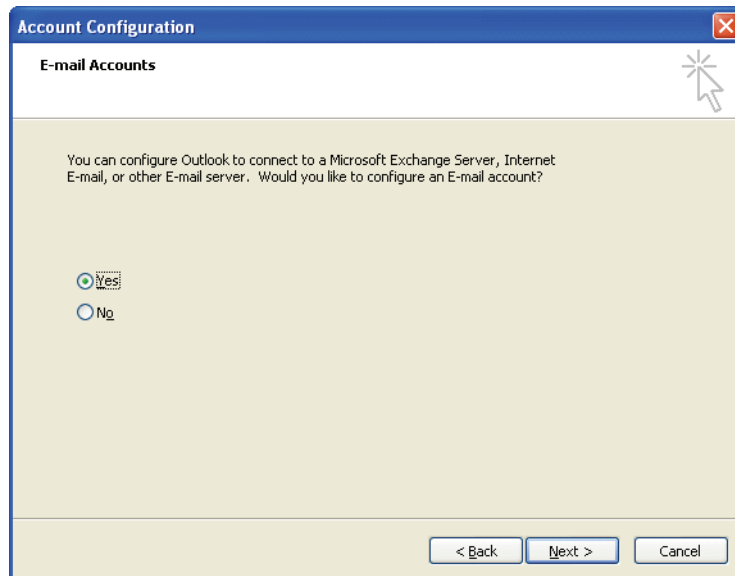 Account Configuration
E-mail Accounts
You can configure Outlook to connect to a Microsoft Exchange Server, Internet
E-mail, or other E-mail server. Would you like to configure an E-mail account?
Yes
No
< Back Next > Cancel